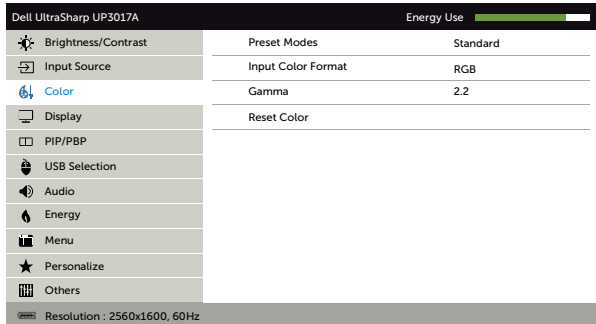 Dell UltraSharp UP3017A Energy Use
Brightness/Contrast Preset Modes Standard
Input Source Input Color Format RGB
Color Gamma 2.2
Display Reset Color
PIP/PBP
USB Selection
Audio
Energy
Menu
Personalize
Others
Resolution : 2560x1600, 60Hz